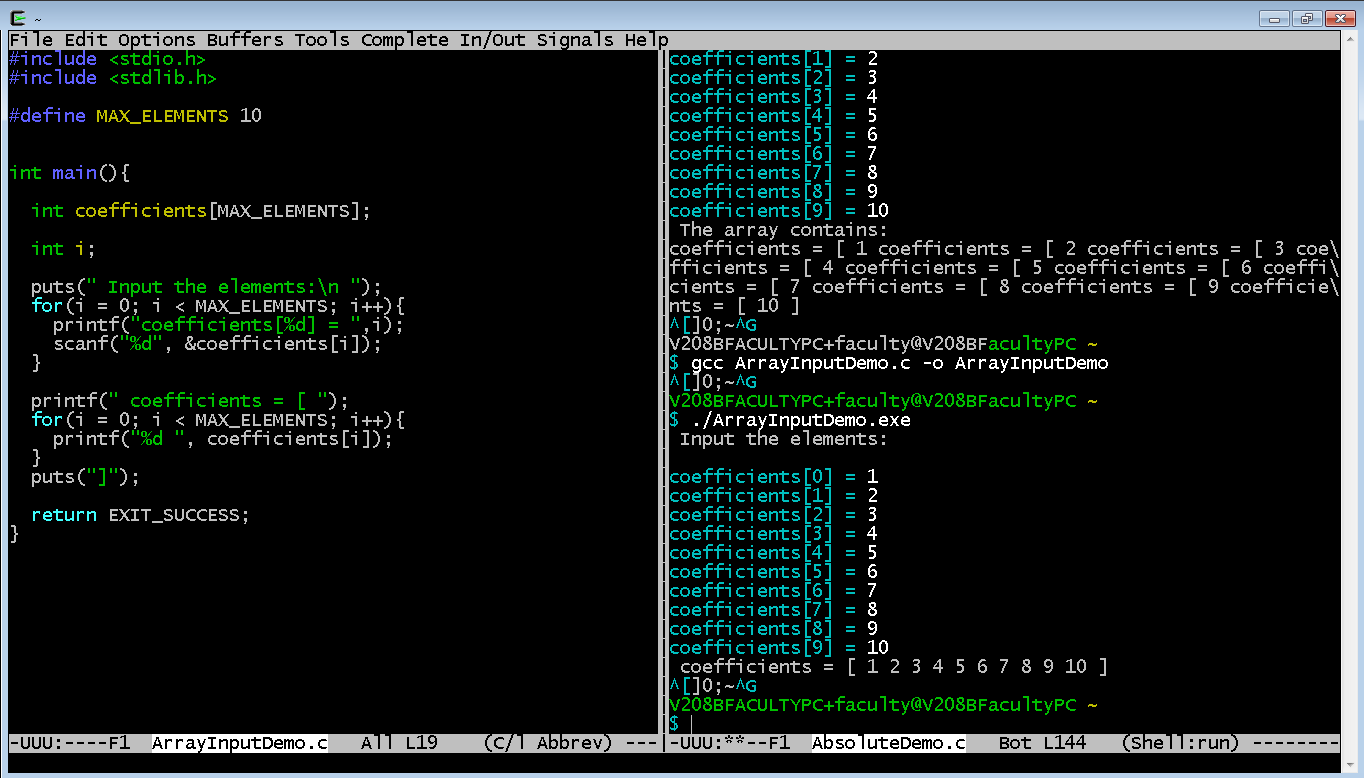 ~
File Edit Options Buffers Tools Complete In/Out Signals Help
#include <stdio.h>
#include <stdlib.h>
#define MAX_ELEMENTS 10
int main(){
int coefficients[MAX_ELEMENTS];
int i;
puts(" Input the elements:\n ");
for(i = 0; i < MAX_ELEMENTS; i++){
printf("coefficients[%d] = ",i);
scanf("%d", &coefficients[i]);
}
printf(" coefficients = [ ");
for(i = 0; i < MAX_ELEMENTS; i++){
printf("%d ", coefficients[i]);
}
puts("]");
return EXIT_SUCCESS;
}
-UUU:----F1  ArrayInputDemo.c   All L19    (C/l Abbrev) ---
coefficients[1] = 2
coefficients[2] = 3
coefficients[3] = 4
coefficients[4] = 5
coefficients[5] = 6
coefficients[6] = 7
coefficients[7] = 8
coefficients[8] = 9
coefficients[9] = 10
The array contains:
coefficients = [ 1 coefficients = [ 2 coefficients = [ 3 coe\
fficients = [ 4 coefficients = [ 5 coefficients = [ 6 coeffi\
cients = [ 7 coefficients = [ 8 coefficients = [ 9 coefficie\
nts = [ 10 ]
^[]0;~^G
V208BFACULTYPC+faculty@V208BFacultyPC ~
$ gcc ArrayInputDemo.c -o ArrayInputDemo
^[]0;~^G
V208BFACULTYPC+faculty@V208BFacultyPC ~
$ ./ArrayInputDemo.exe
Input the elements:
coefficients[0] = 1
coefficients[1] = 2
coefficients[2] = 3
coefficients[3] = 4
coefficients[4] = 5
coefficients[5] = 6
coefficients[6] = 7
coefficients[7] = 8
coefficients[8] = 9
coefficients[9] = 10
coefficients = [ 1 2 3 4 5 6 7 8 9 10 ]
^[]0;~^G
V208BFACULTYPC+faculty@V208BFacultyPC ~
$
-UUU:**--F1  AbsoluteDemo.c   Bot L144   (Shell:run) --------